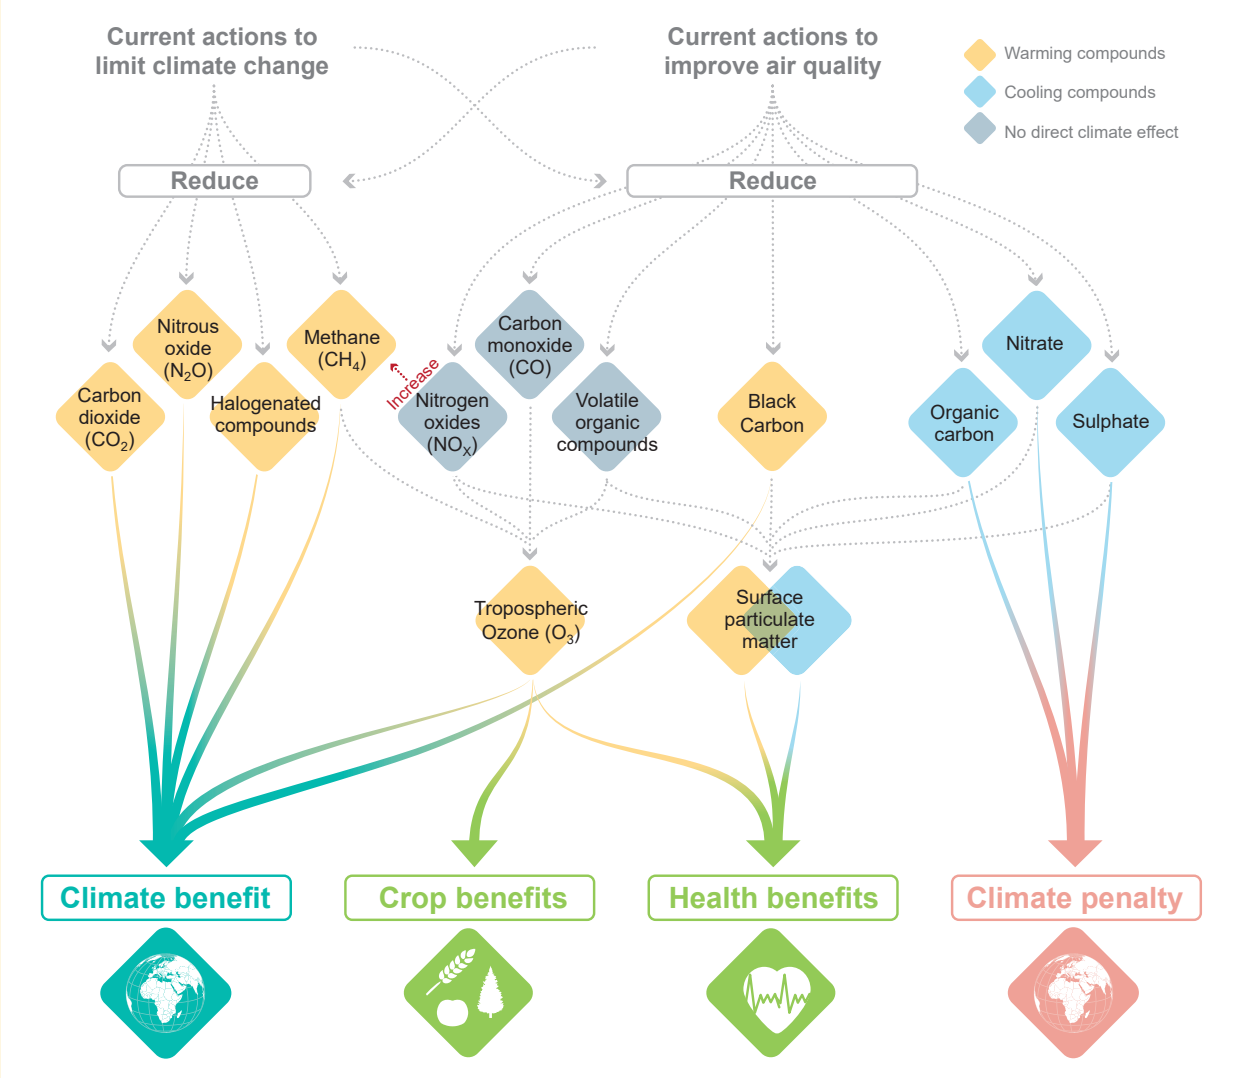 Current actions to
limit climate change
Current actions to
improve air quality
Warming compounds
Cooling compounds
No direct climate effect
Reduce
Reduce
Nitrous
oxide
(N₂O)
Methane
(CH₄)
Carbon
monoxide
(CO)
Nitrate
Increase
Carbon
dioxide
(CO₂)
Halogenated
compounds
Nitrogen
oxides
(NOₓ)
Volatile
organic
compounds
Black
Carbon
Organic
carbon
Sulphate
Tropospheric
Ozone (O₃)
Surface
particulate
matter
Climate benefit
Crop benefits
Health benefits
Climate penalty